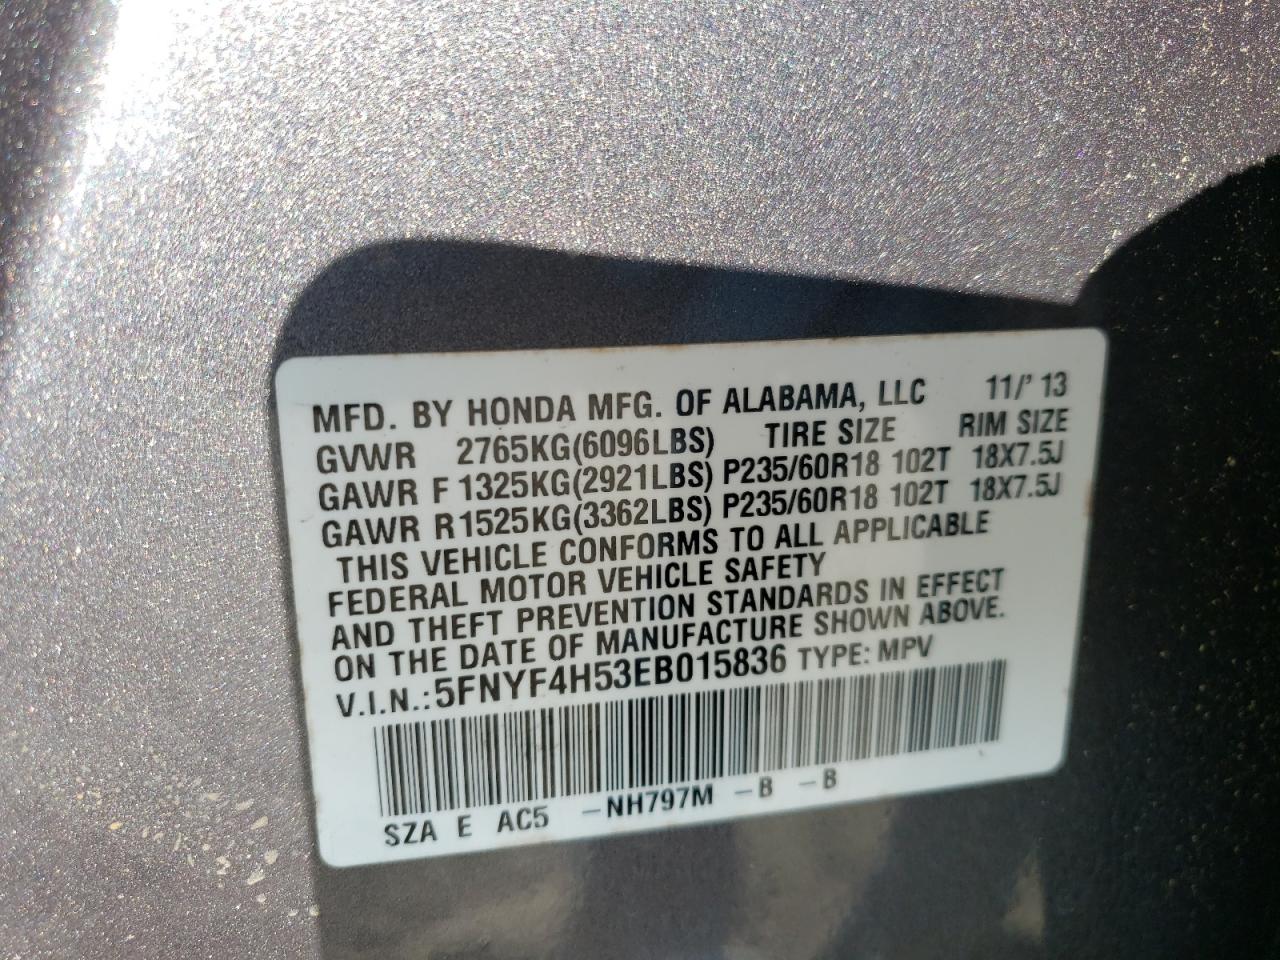 MFD. BY HONDA MFG. OF ALABAMA, LLC 11/'13
GVWR 2765KG(6096LBS) TIRE SIZE RIM SIZE
GAWR F 1325KG(2921LBS) P235/60R18 102T 18X7.5J
GAWR R1525KG(3362LBS) P235/60R18 102T 18X7.5J
THIS VEHICLE CONFORMS TO ALL APPLICABLE
FEDERAL MOTOR VEHICLE SAFETY
AND THEFT PREVENTION STANDARDS IN EFFECT
ON THE DATE OF MANUFACTURE SHOWN ABOVE.
V.I.N.:5FNYF4H53EB015836 TYPE: MPV
SZA E AC5 -NH797M -B -B